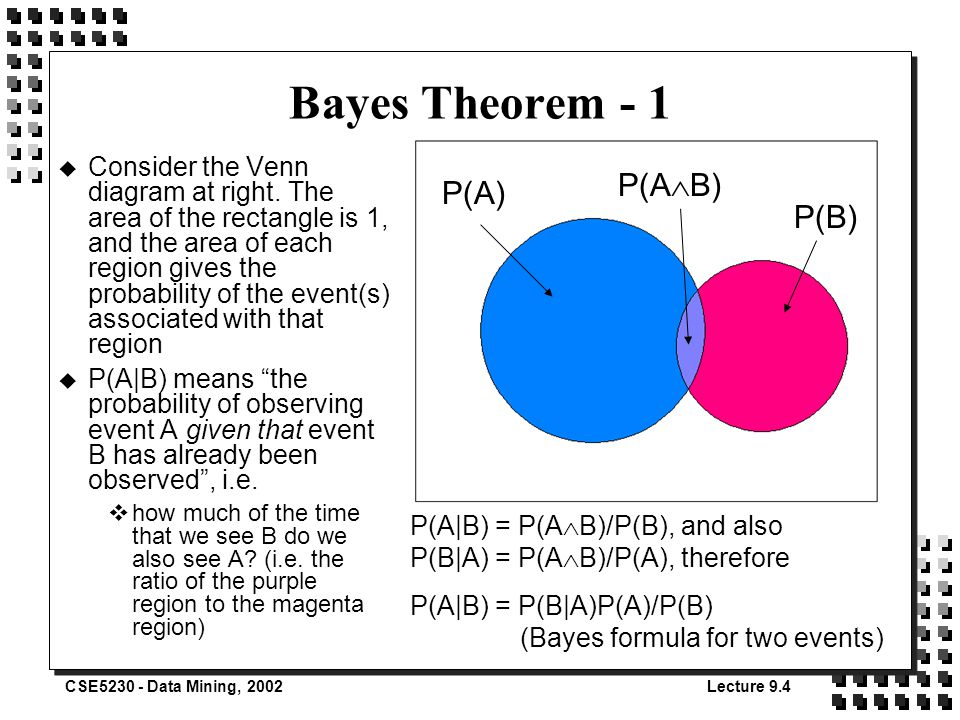 Bayes Theorem - 1
Consider the Venn
diagram at right. The
area of the rectangle is 1,
and the area of each
region gives the
probability of the event(s)
associated with that
region
P(A|B) means “the
probability of observing
event A given that event
B has already been
observed”, i.e.
how much of the time
that we see B do we
also see A? (i.e. the
ratio of the purple
region to the magenta
region)
P(A)
P(A∧B)
P(B)
P(A|B) = P(A∧B)/P(B), and also
P(B|A) = P(A∧B)/P(A), therefore
P(A|B) = P(B|A)P(A)/P(B)
(Bayes formula for two events)
CSE5230 - Data Mining, 2002
Lecture 9.4